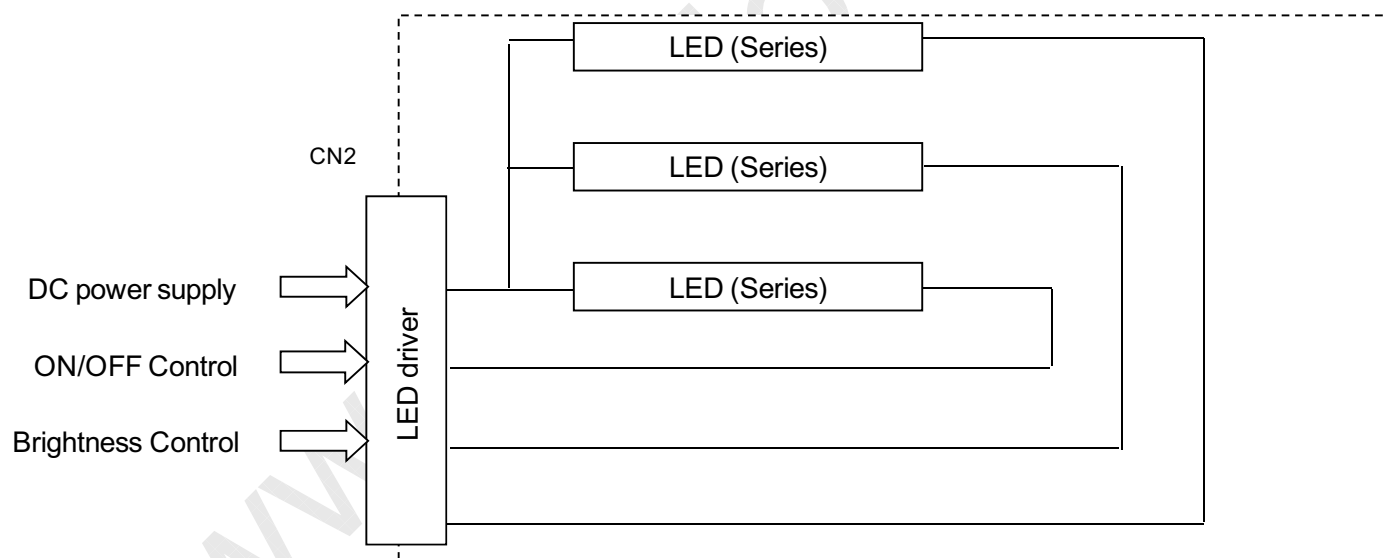 LED (Series)
CN2
LED (Series)
DC power supply
LED (Series)
ON/OFF Control
LED driver
Brightness Control